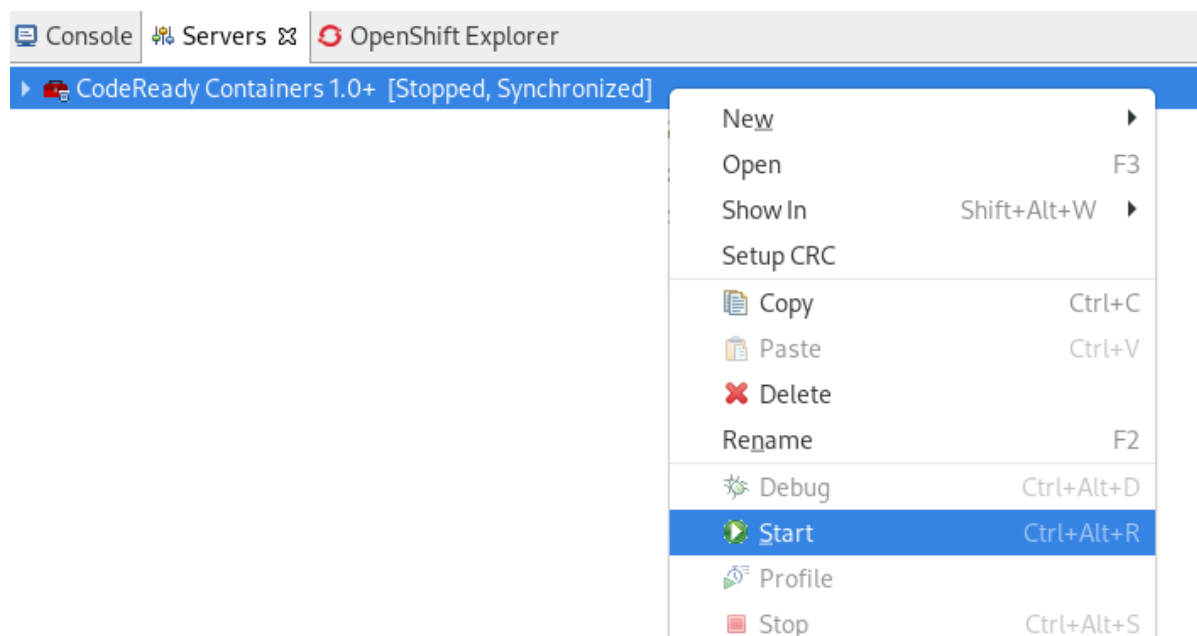 Console Servers OpenShift Explorer
CodeReady Containers 1.0+ [Stopped, Synchronized]
New
Open F3
Show In Shift+Alt+W
Setup CRC
Copy Ctrl+C
Paste Ctrl+V
Delete
Rename F2
Debug Ctrl+Alt+D
Start Ctrl+Alt+R
Profile
Stop Ctrl+Alt+S